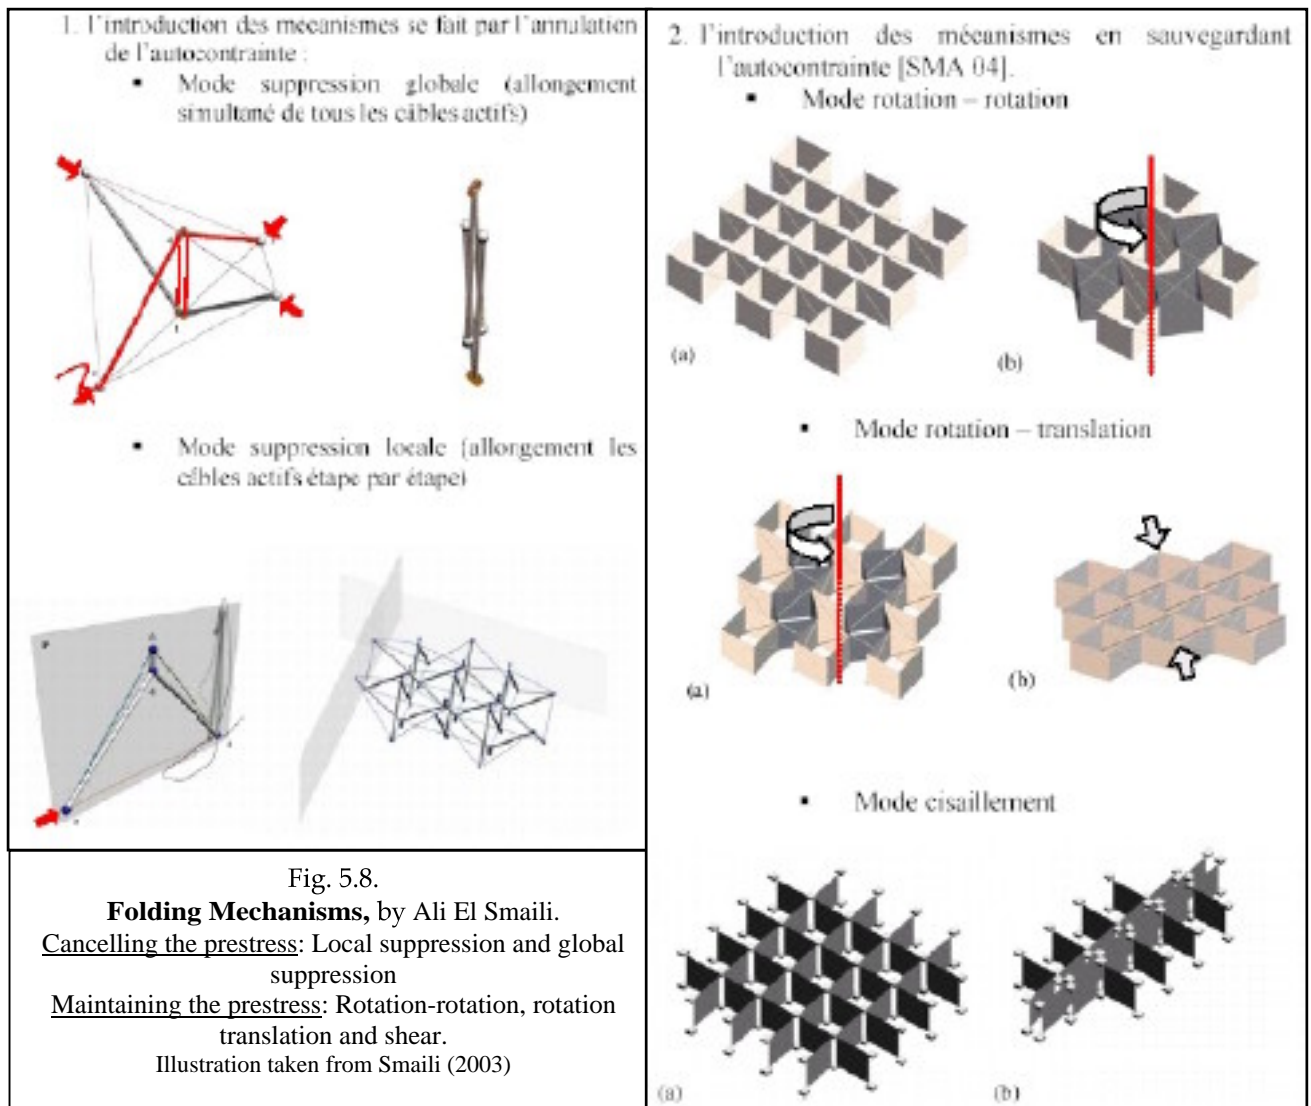 1. l'introduction des mécanismes se fait par l'annulation
de l'autocontrainte :
▪ Mode suppression globale (allongement
simultané de tous les câbles actifs)
▪ Mode suppression locale (allongement les
câbles actifs étape par étape)
Fig. 5.8.
Folding Mechanisms, by Ali El Smaili.
Cancelling the prestress: Local suppression and global
suppression
Maintaining the prestress: Rotation-rotation, rotation
translation and shear.
Illustration taken from Smaili (2003)
2. l'introduction des mécanismes en sauvegardant
l'autocontrainte [SMA 04].
▪ Mode rotation – rotation
(a)
(b)
▪ Mode rotation – translation
(a)
(b)
▪ Mode cisaillement
(a)
(b)